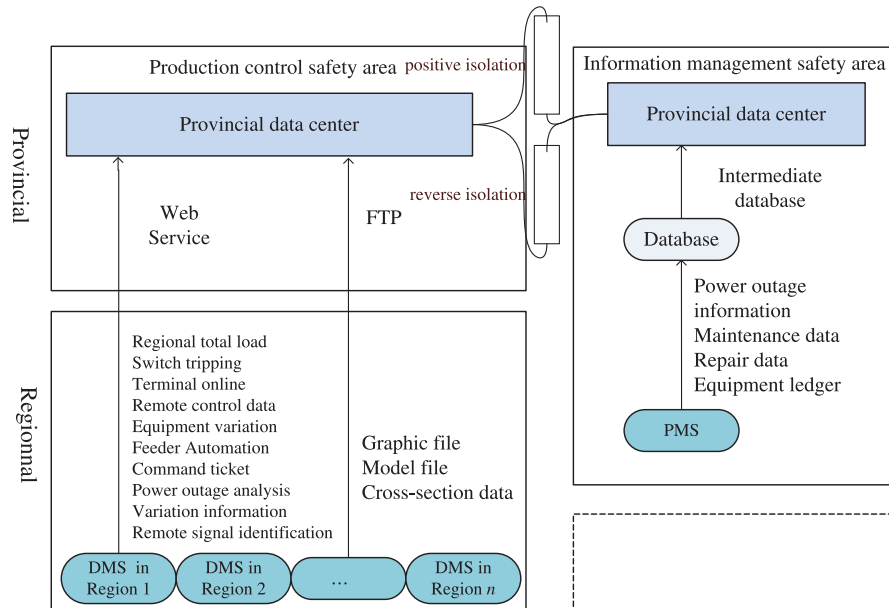 Provincial
Production control safety area
positive isolation
Provincial data center
reverse isolation
Web
Service
FTP
Information management safety area
Provincial data center
Intermediate
database
Database
Power outage
information
Maintenance data
Repair data
Equipment ledger
PMS
Regionnal
Regional total load
Switch tripping
Terminal online
Remote control data
Equipment variation
Feeder Automation
Command ticket
Power outage analysis
Variation information
Remote signal identification
Graphic file
Model file
Cross-section data
DMS in
Region 1
DMS in
Region 2
...
DMS in
Region n